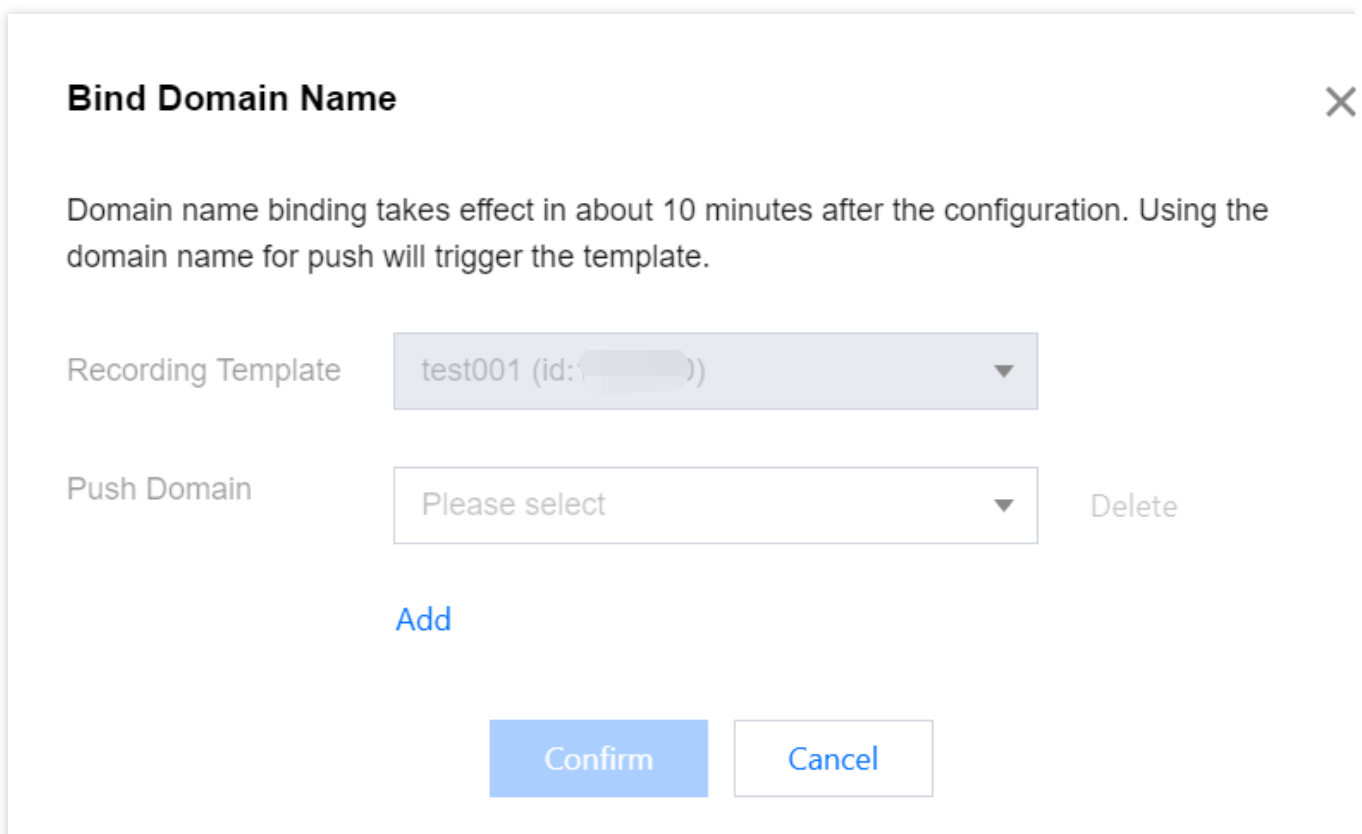 Bind Domain Name
Domain name binding takes effect in about 10 minutes after the configuration. Using the
domain name for push will trigger the template.
Recording Template
test001 (id: 0)
Push Domain
Please select
Delete
Add
Confirm
Cancel